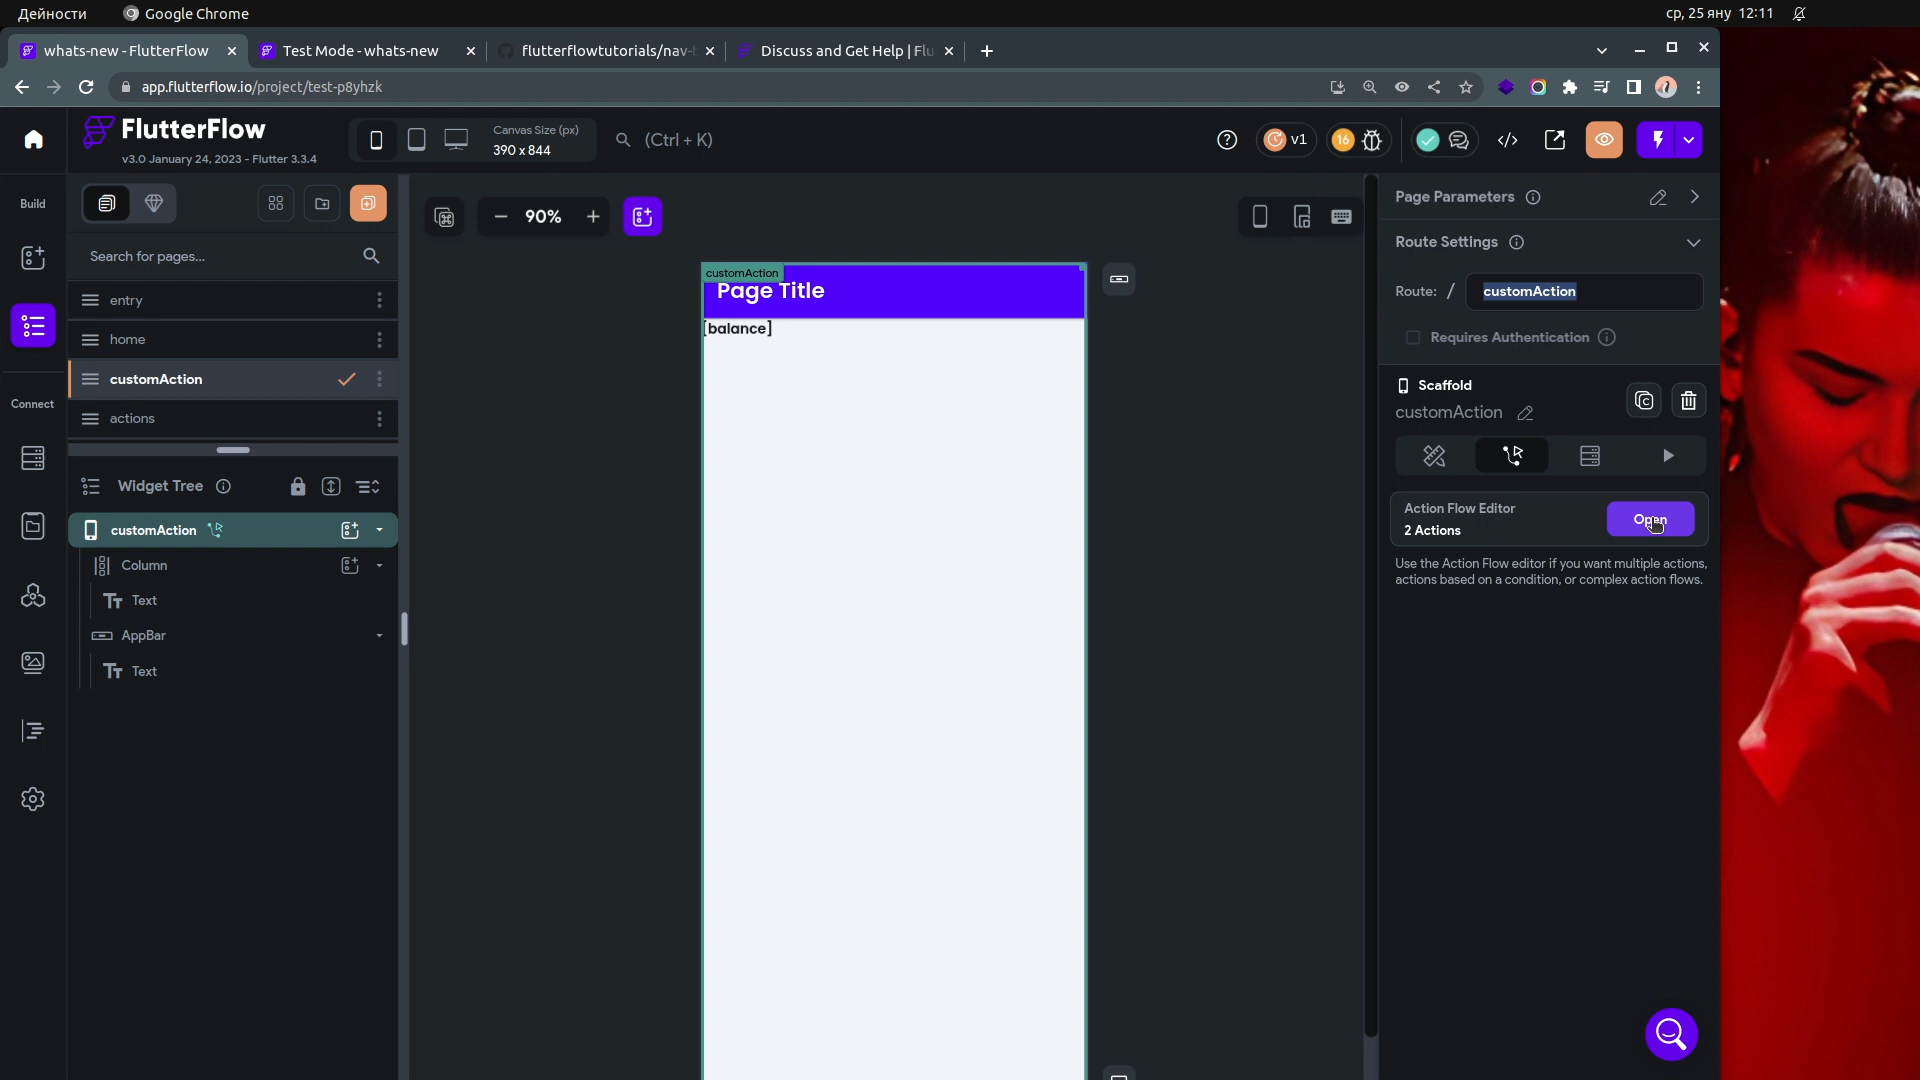 Дейности
Google Chrome
ср, 25 яну 12:11
whats-new - FlutterFlow
Test Mode - whats-new
flutterflowtutorials/nav-
Discuss and Get Help | Flu
app.flutterflow.io/project/test-p8yhzk
FlutterFlow
v3.0 January 24, 2023 - Flutter 3.3.4
Canvas Size (px)
390 x 844
(Ctrl + K)
v1
16
Build
Connect
Search for pages...
entry
home
customAction
actions
Widget Tree
customAction
Column
Text
AppBar
Text
90%
customAction
Page Title
[balance]
Page Parameters
Route Settings
Route: / customAction
Requires Authentication
Scaffold
customAction
Action Flow Editor
2 Actions
Open
Use the Action Flow editor if you want multiple actions,
actions based on a condition, or complex action flows.